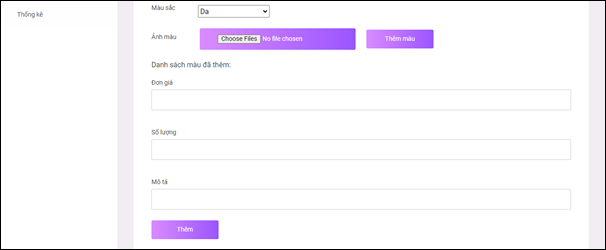 Thống kê
Màu sắc
Da
Ảnh màu
Choose Files No file chosen
Thêm màu
Danh sách màu đã thêm:
Đơn giá
Số lượng
Mô tả
Thêm